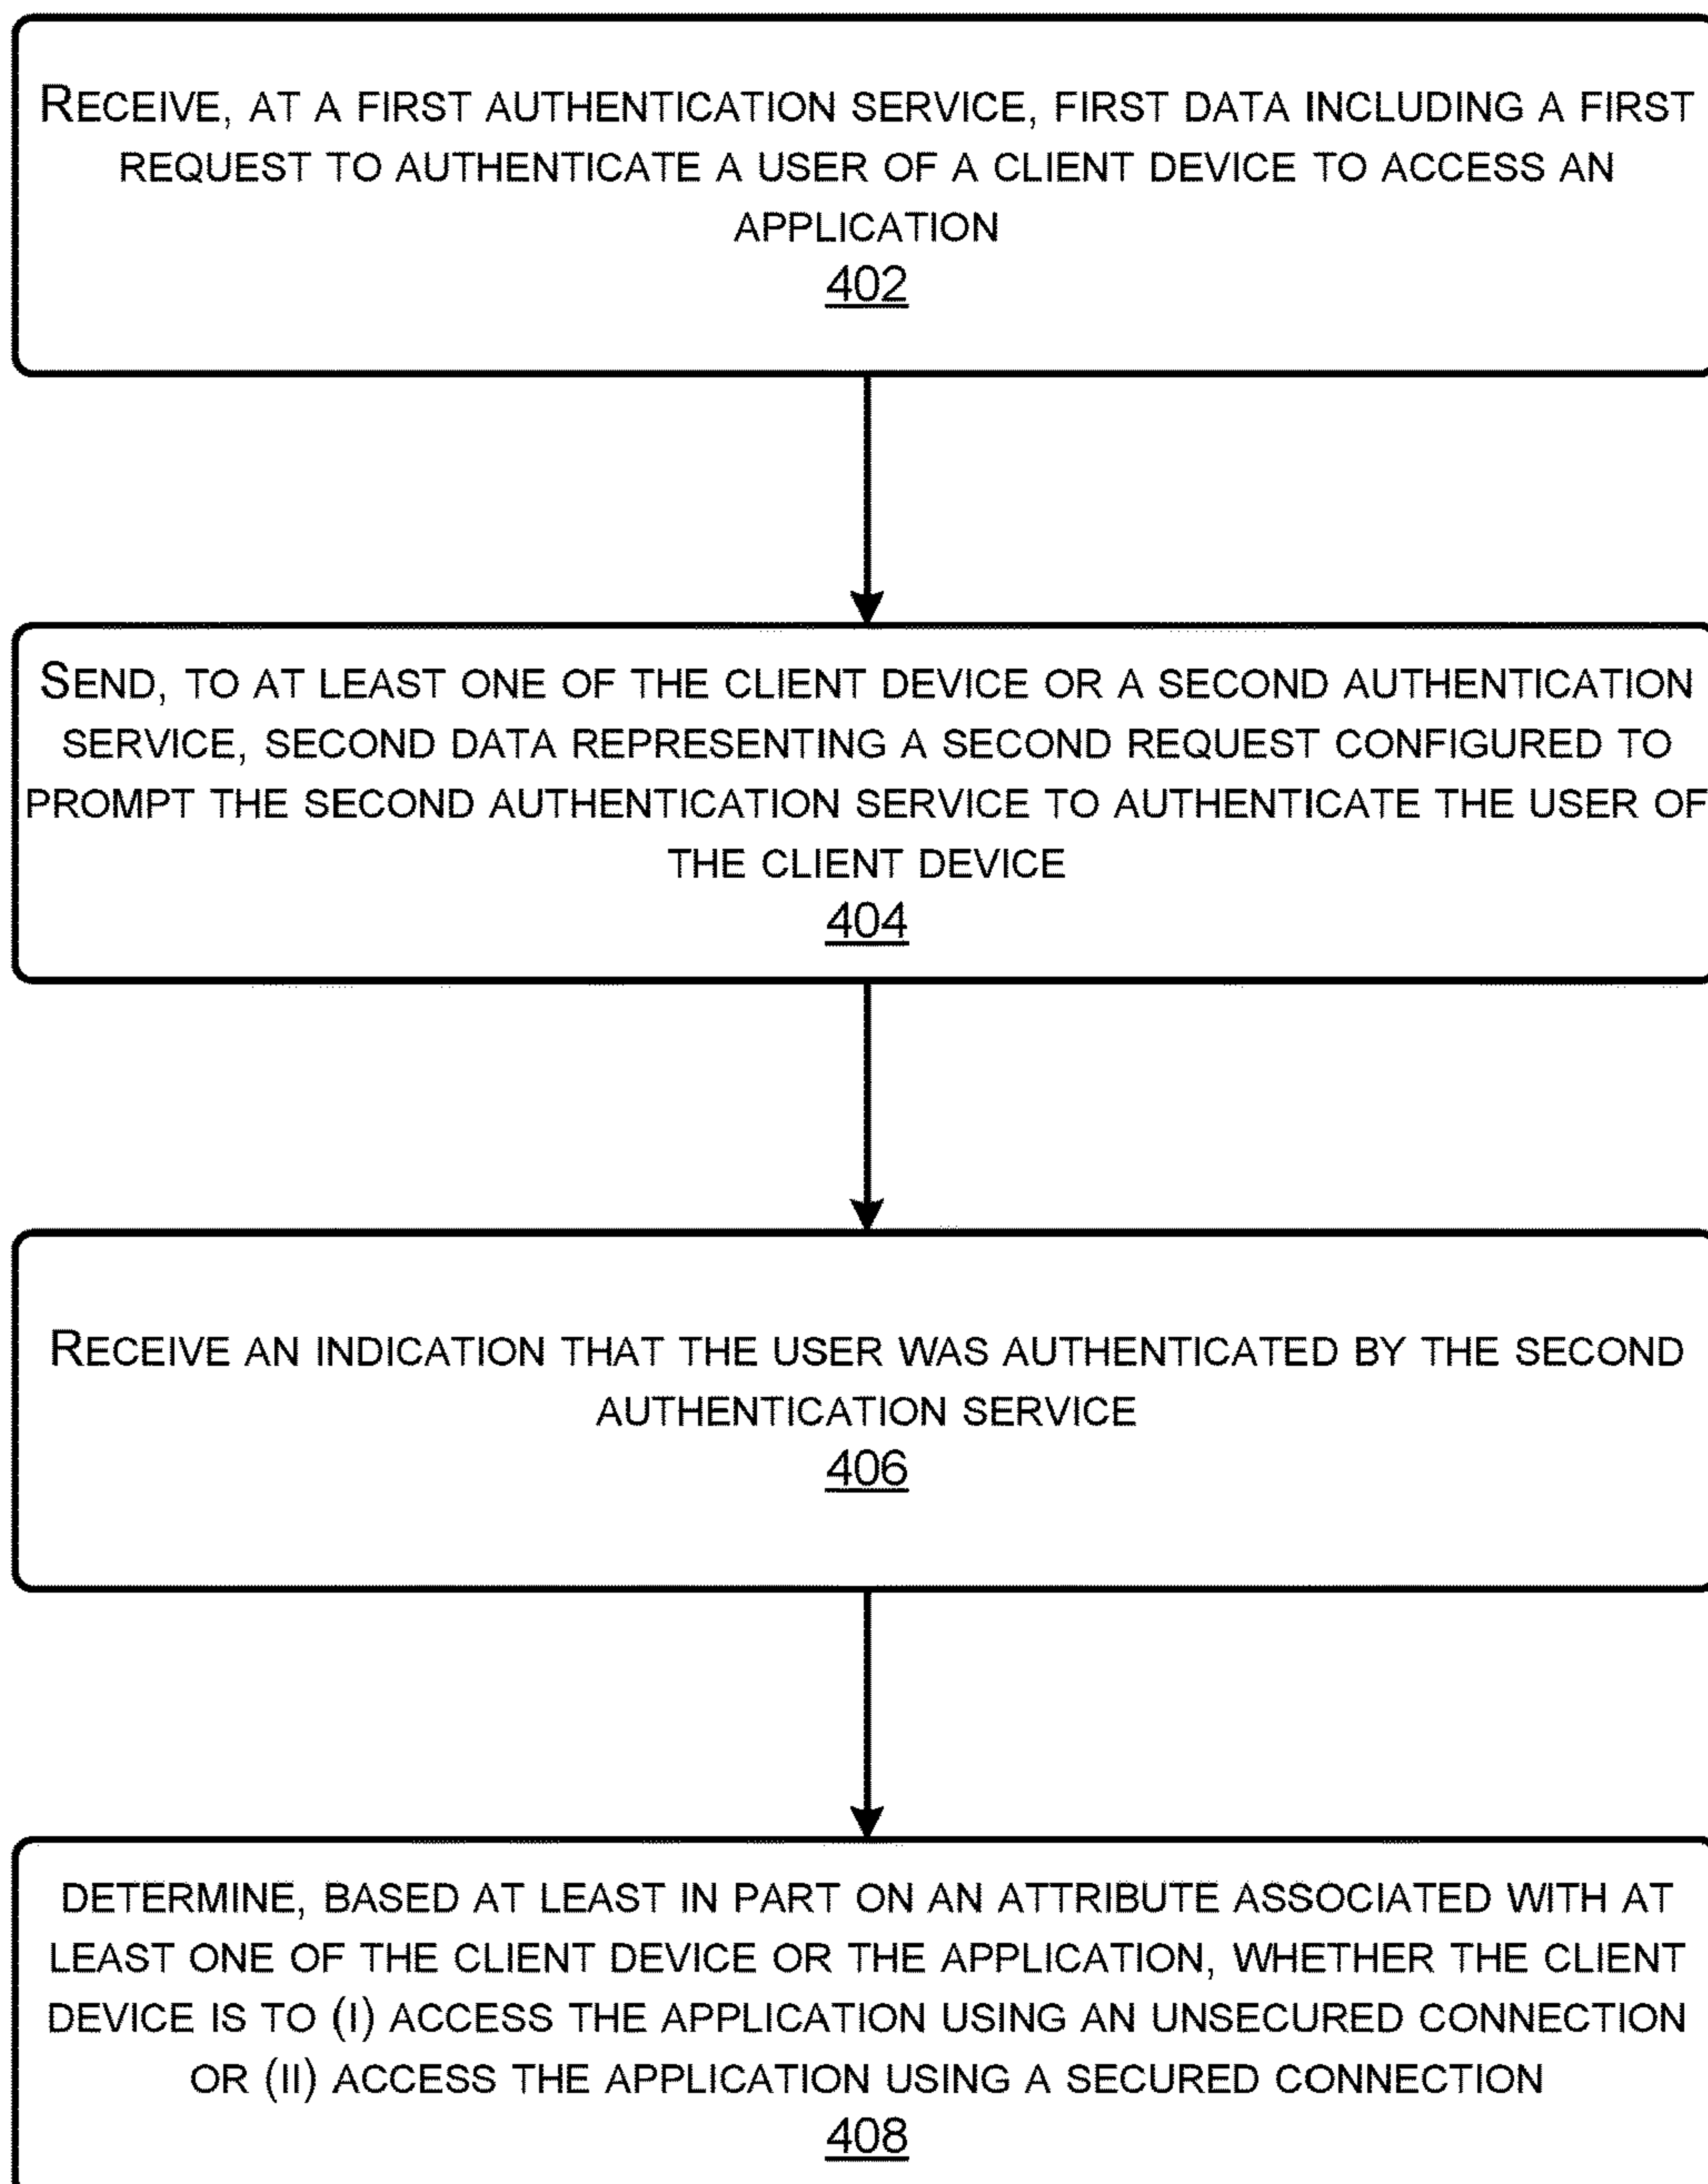 RECEIVE, AT A FIRST AUTHENTICATION SERVICE, FIRST DATA INCLUDING A FIRST
REQUEST TO AUTHENTICATE A USER OF A CLIENT DEVICE TO ACCESS AN
APPLICATION
402
SEND, TO AT LEAST ONE OF THE CLIENT DEVICE OR A SECOND AUTHENTICATION
SERVICE, SECOND DATA REPRESENTING A SECOND REQUEST CONFIGURED TO
PROMPT THE SECOND AUTHENTICATION SERVICE TO AUTHENTICATE THE USER OF
THE CLIENT DEVICE
404
RECEIVE AN INDICATION THAT THE USER WAS AUTHENTICATED BY THE SECOND
AUTHENTICATION SERVICE
406
DETERMINE, BASED AT LEAST IN PART ON AN ATTRIBUTE ASSOCIATED WITH AT
LEAST ONE OF THE CLIENT DEVICE OR THE APPLICATION, WHETHER THE CLIENT
DEVICE IS TO (I) ACCESS THE APPLICATION USING AN UNSECURED CONNECTION
OR (II) ACCESS THE APPLICATION USING A SECURED CONNECTION
408